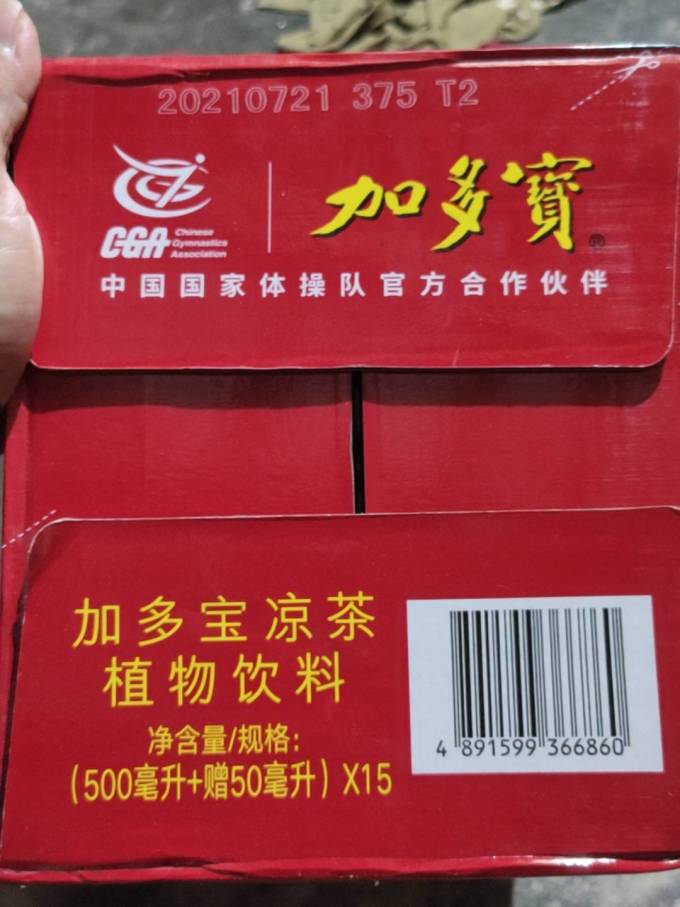 20210721 375 T2
CGA Chinese Gymnastics Association
加多寶®
中国国家体操队官方合作伙伴
加多宝凉茶
植物饮料
净含量/规格:
(500毫升+赠50毫升) X15
4 891599 366860